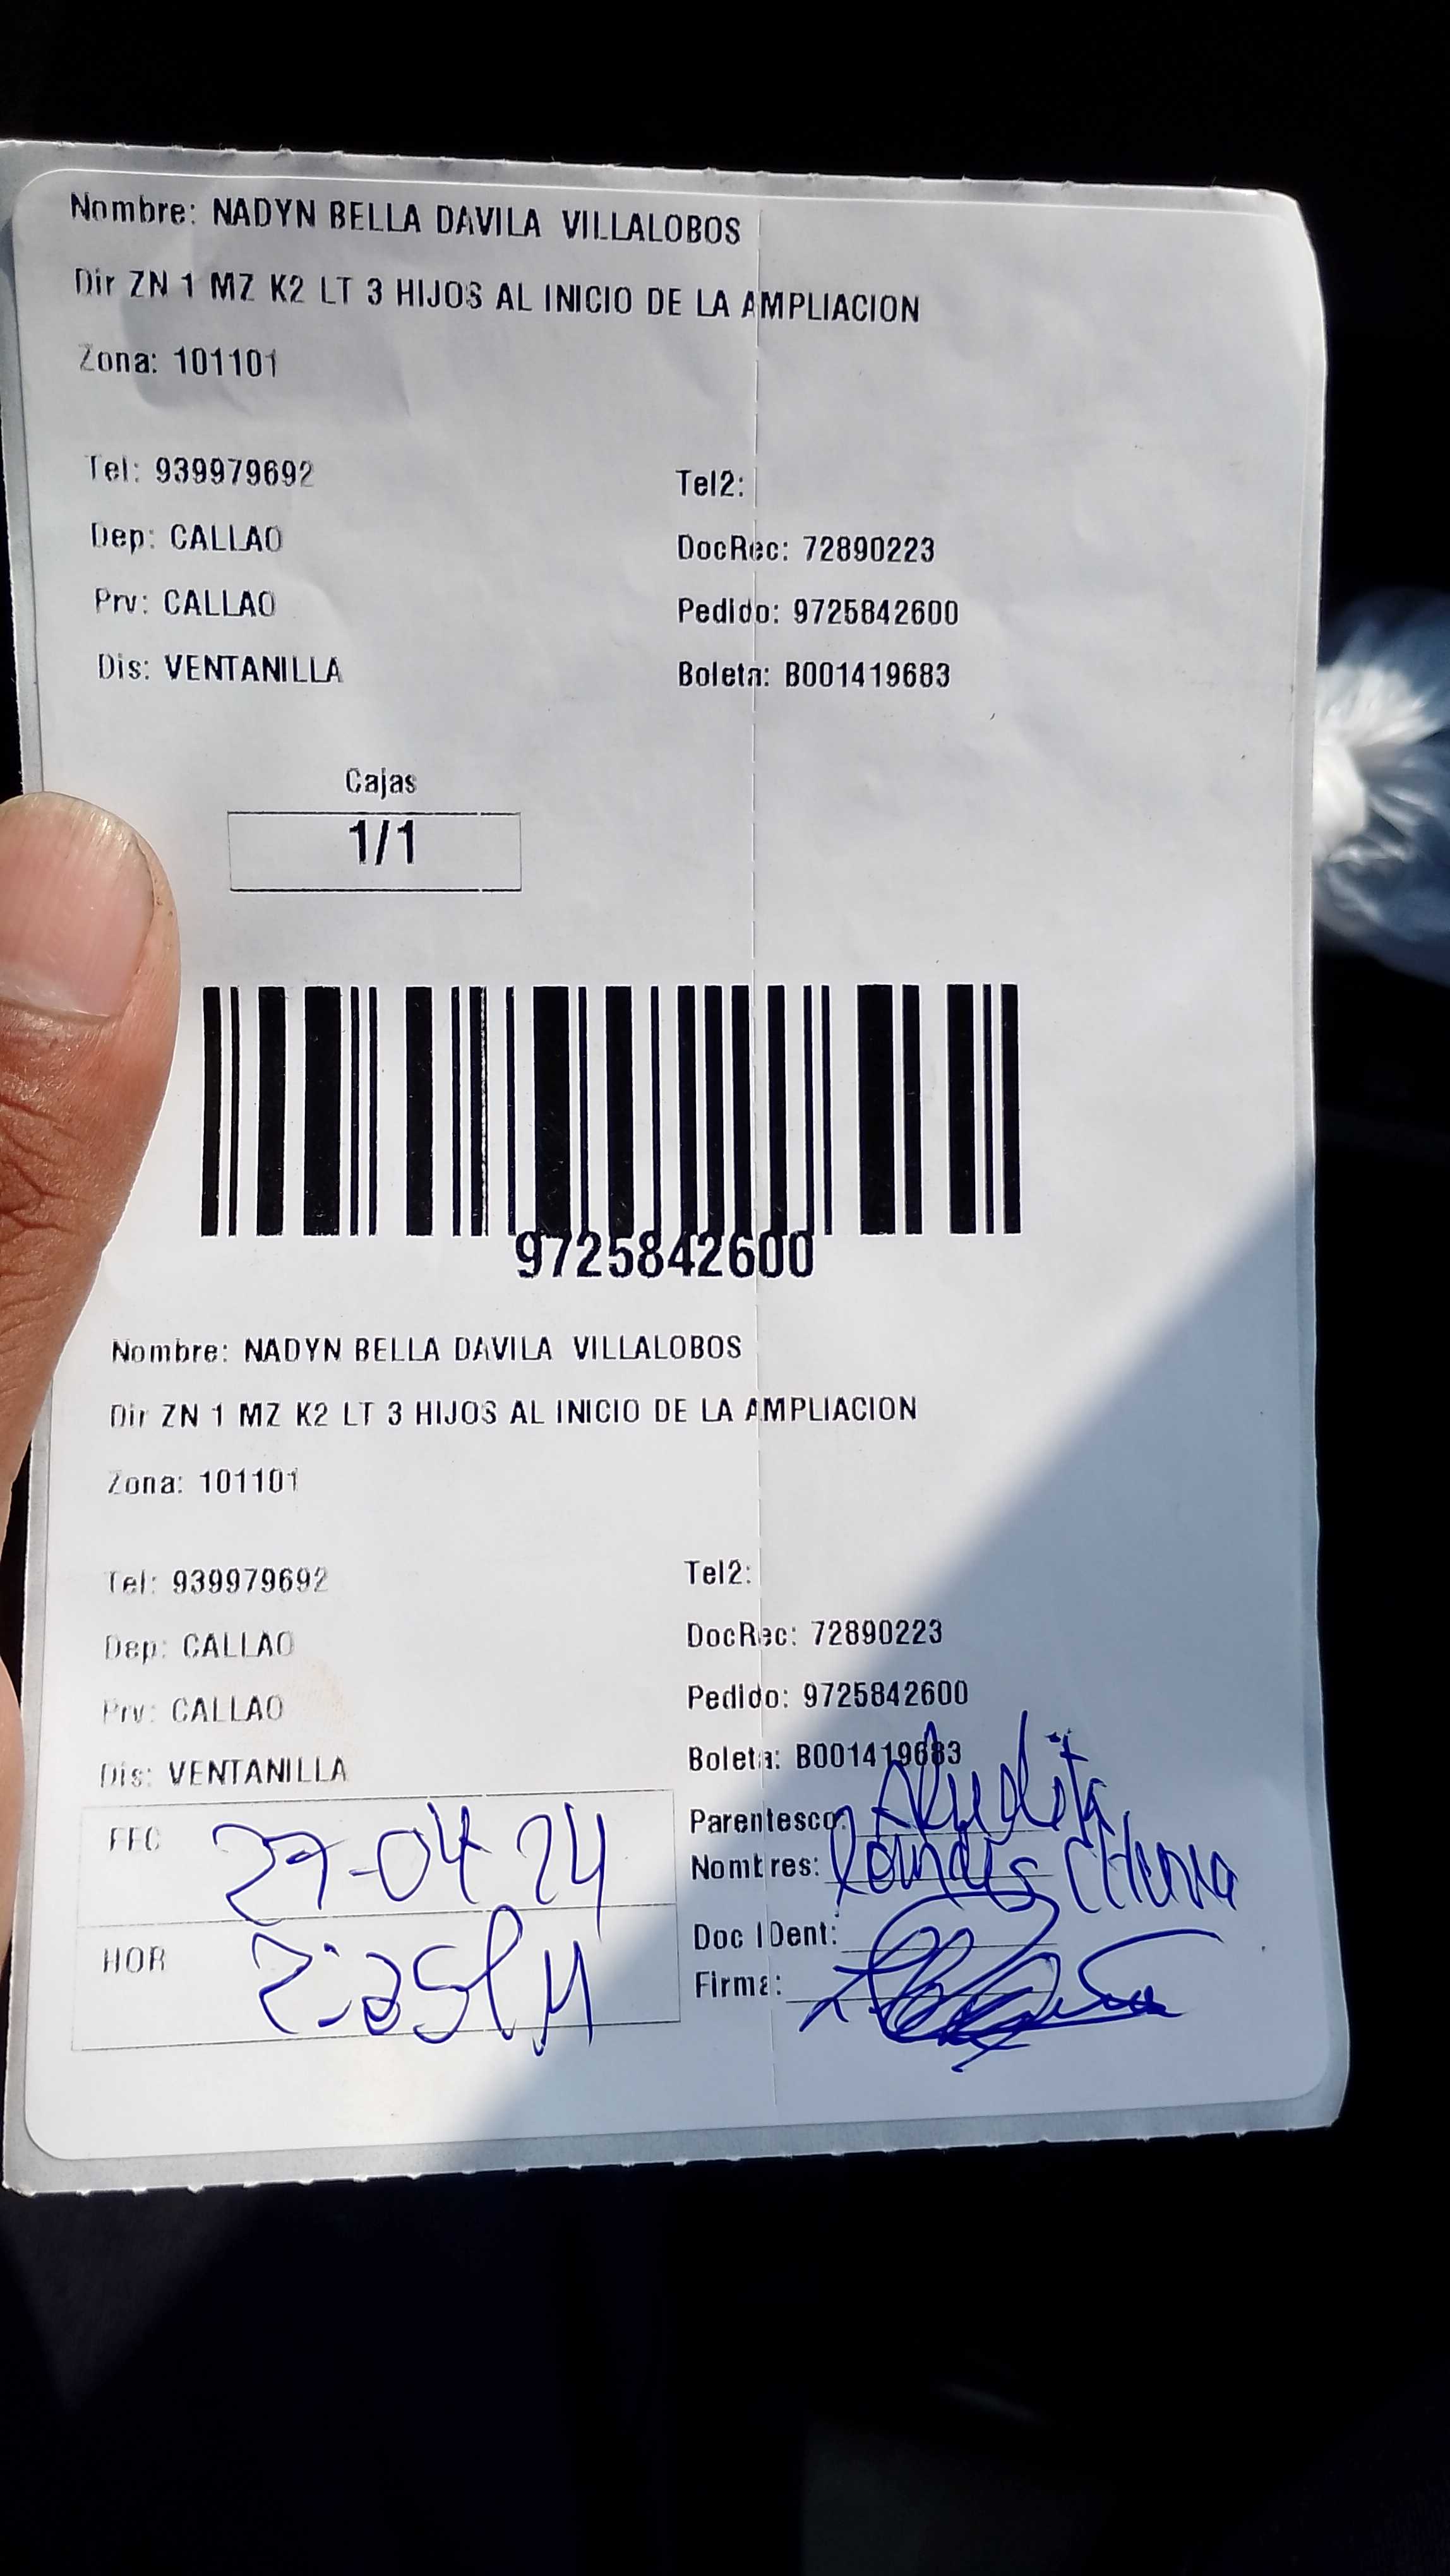 Nombre: NADYN BELLA DAVILA VILLALOBOS
Dir ZN 1 MZ K2 LT 3 HIJOS AL INICIO DE LA AMPLIACION
Zona: 101101
Tel: 939979692 Tel2:
Dep: CALLAO DocRec: 72890223
Prv: CALLAO Pedido: 9725842600
Dis: VENTANILLA Boleta: B001419683
Cajas
1/1
9725842600
Nombre: NADYN BELLA DAVILA VILLALOBOS
Dir ZN 1 MZ K2 LT 3 HIJOS AL INICIO DE LA AMPLIACION
Zona: 101101
Tel: 939979692 Tel2:
Dep: CALLAO DocRec: 72890223
Prv: CALLAO Pedido: 9725842600
Dis: VENTANILLA Boleta: B001419683
FFC 27-04 24
HOR
Parentesco:
Nombres:
Doc IDent:
Firma: